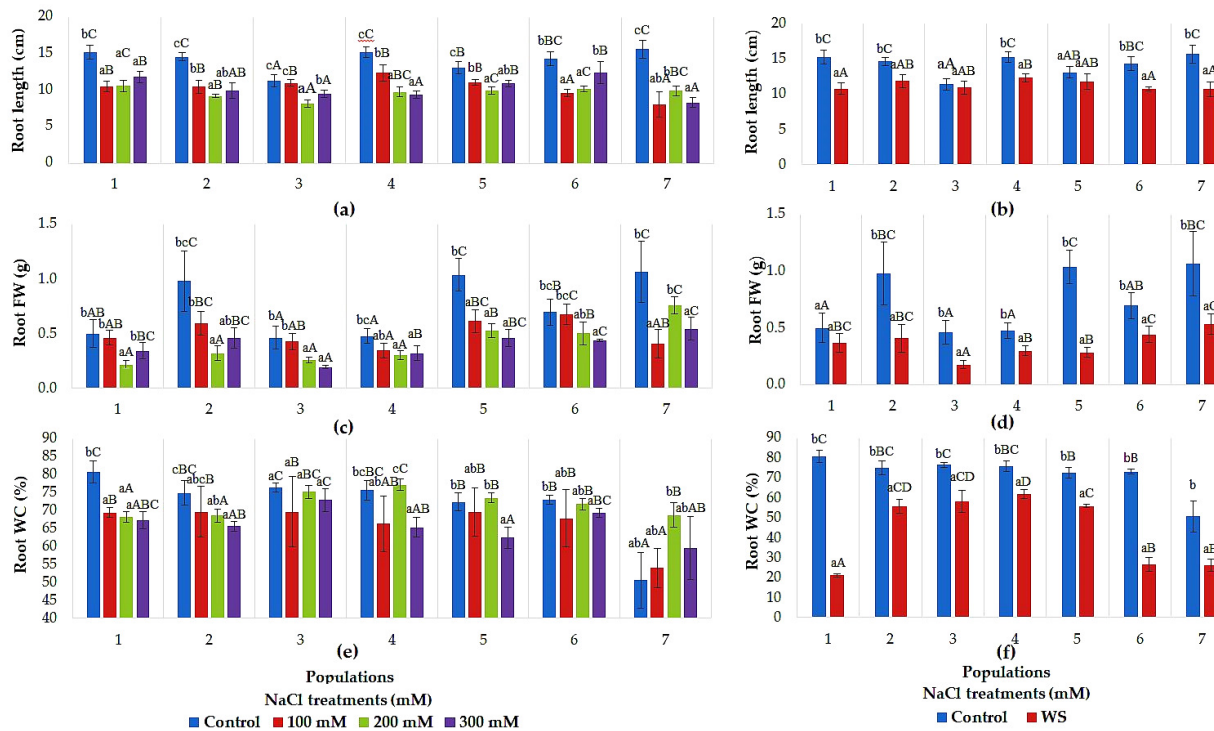 Root length (cm)
20
15
10
5
0
bC aB aC aB
cC bB aB abAB
cA cB aA bA
cC bB aBC aA
cB bB aC abB
bBC aA aC bB
cC abA bBC aA
1 2 3 4 5 6 7
(a)
Root length (cm)
20
15
10
5
0
bC aA
bC aAB
aA aAB
bC aB
aAB aAB
bBC aA
bC aA
1 2 3 4 5 6 7
(b)
Root FW (g)
1.5
1.0
0.5
0.0
bAB bAB aA bBC
bcC bBC aA abB
bA bAB aA aA
bcA abA aA aB
bC aBC bB aBC
bcB bcC abB aC
bC aAB bC aC
1 2 3 4 5 6 7
(c)
Root FW (g)
1.5
1.0
0.5
0.0
aA aBC
bBC aBC
bA aA
bA aAB
bC aB
bBC aC
bBC aC
1 2 3 4 5 6 7
(d)
Root WC (%)
90
85
80
75
70
65
60
55
50
45
40
bC aB aA aABC
cBC abcB abA aAB
aC aB aBC aC
bcBC abAB cC aBC
bB abB bB aA
bB abB abB aBC
abA abA bB abAB
1 2 3 4 5 6 7
(e)
Root WC (%)
90
80
70
60
50
40
30
20
10
0
bC aA
bBC aCD
bC aCD
bBC aD
bB aC
bB aB
b aB
1 2 3 4 5 6 7
(f)
Populations
NaCl treatments (mM)
Control 100 mM 200 mM 300 mM
Populations
NaCl treatments (mM)
Control WS